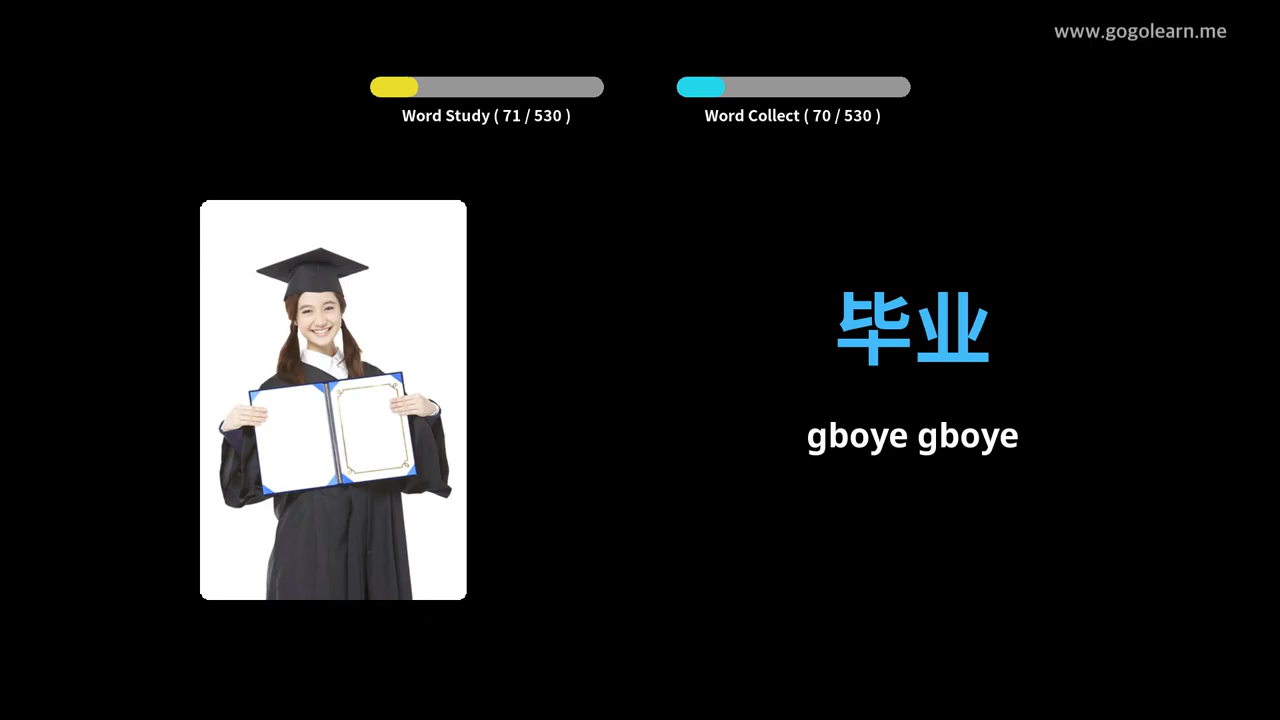 www.gogolearn.me
Word Study ( 71 / 530 )
Word Collect ( 70 / 530 )
毕业
gboye gboye